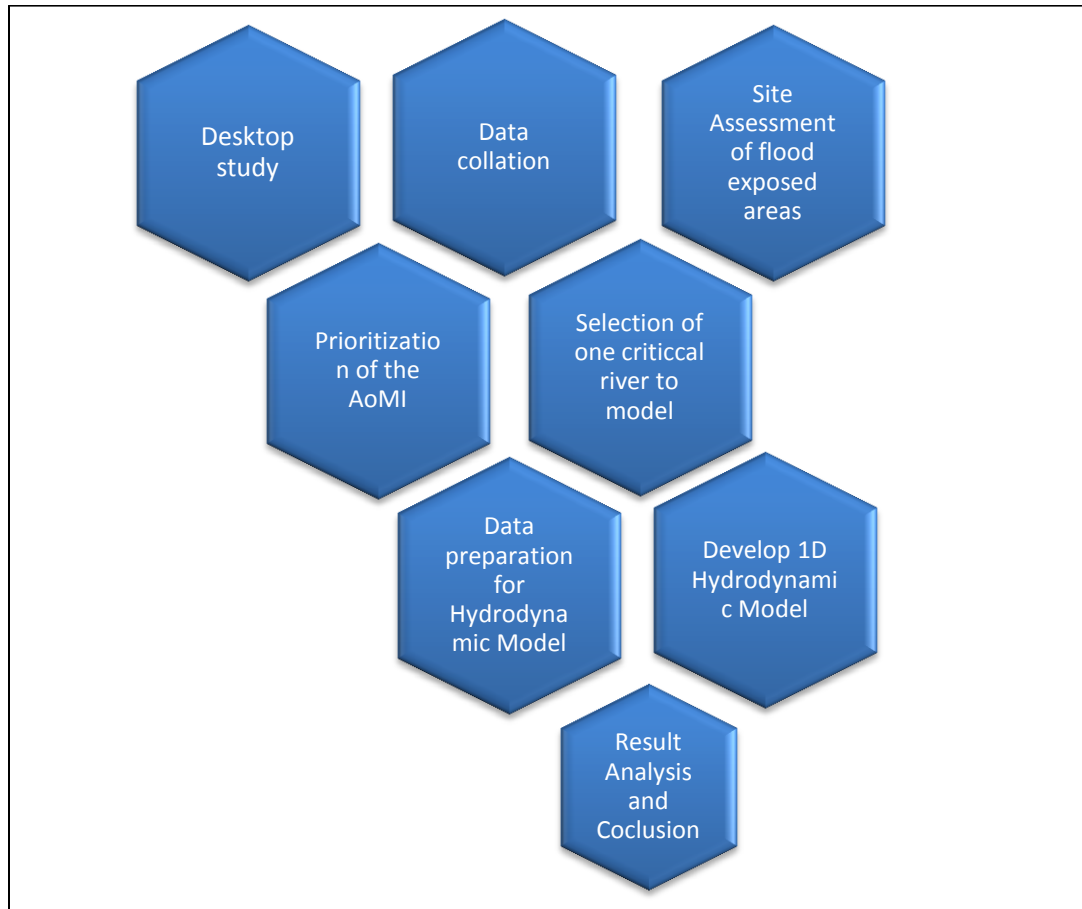 Desktop
study
Data
collation
Site
Assessment
of flood
exposed
areas
Prioritizatio
n of the
AoMI
Selection of
one criticcal
river to
model
Data
preparation
for
Hydrodyna
mic Model
Develop 1D
Hydrodynami
c Model
Result
Analysis
and
Coclusion